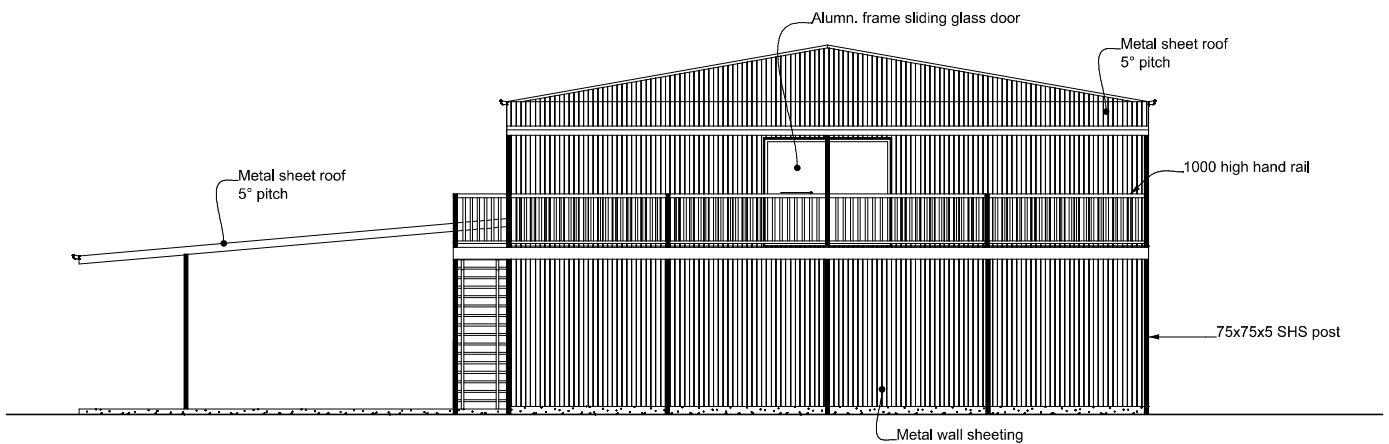 Alumn. frame sliding glass door
Metal sheet roof
5° pitch
1000 high hand rail
Metal sheet roof
5° pitch
75x75x5 SHS post
Metal wall sheeting